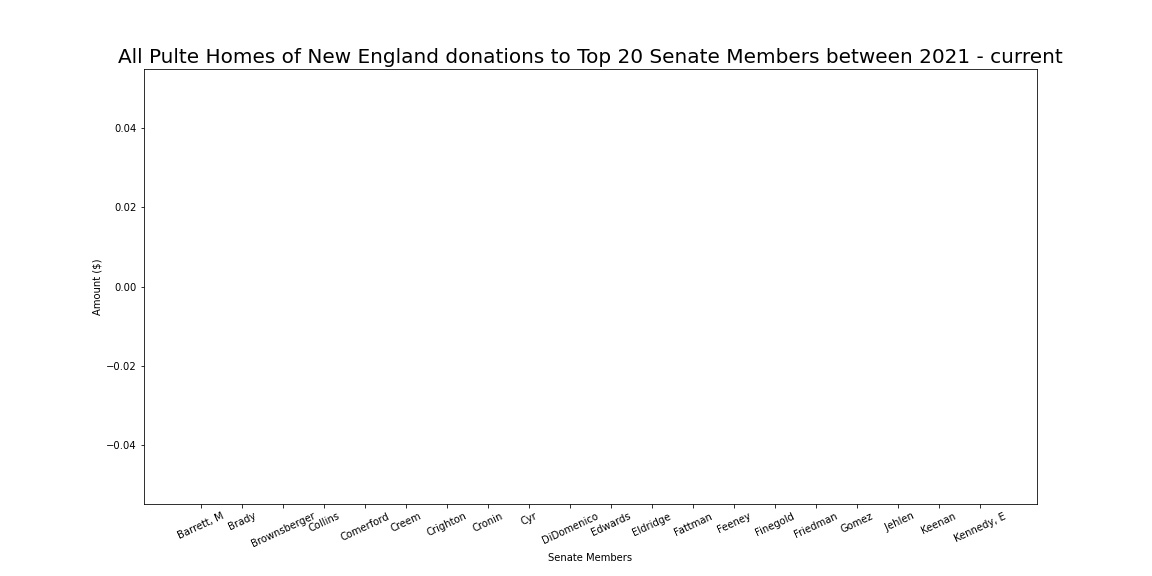 All Pulte Homes of New England donations to Top 20 Senate Members between 2021 - current
0.04
0.02
0.00
−0.02
−0.04
Amount ($)
Barrett, M
Brady
Brownsberger
Collins
Comerford
Creem
Crighton
Cronin
Cyr
DiDomenico
Edwards
Eldridge
Fattman
Feeney
Finegold
Friedman
Gomez
Jehlen
Keenan
Kennedy, E
Senate Members